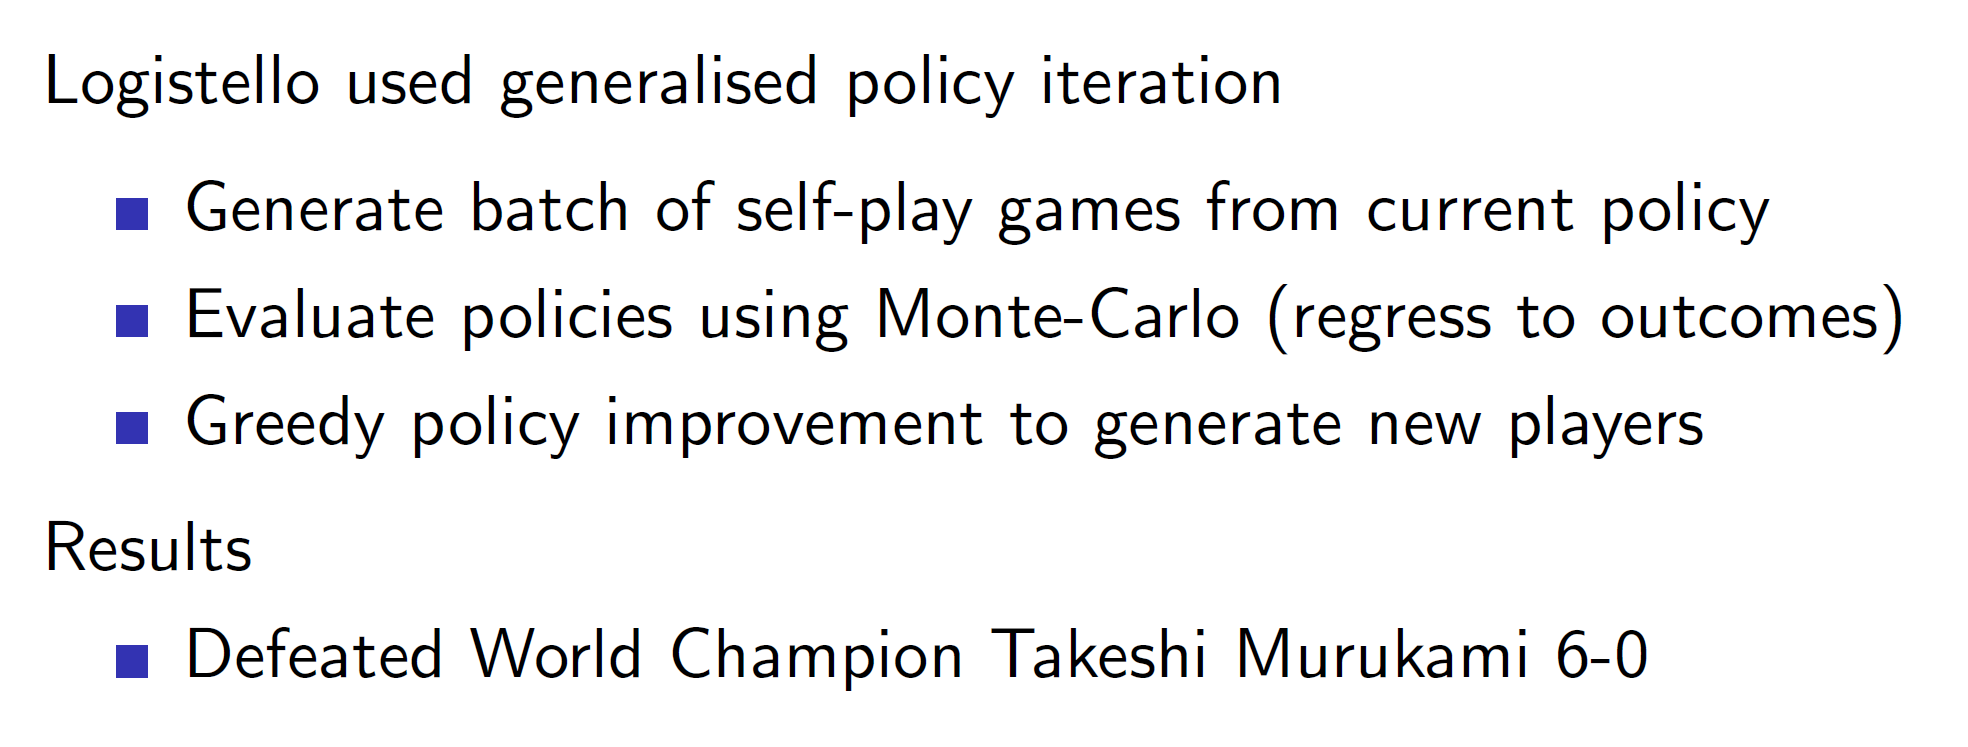 Logistello used generalised policy iteration
Generate batch of self-play games from current policy
Evaluate policies using Monte-Carlo (regress to outcomes)
Greedy policy improvement to generate new players
Results
Defeated World Champion Takeshi Murukami 6-0